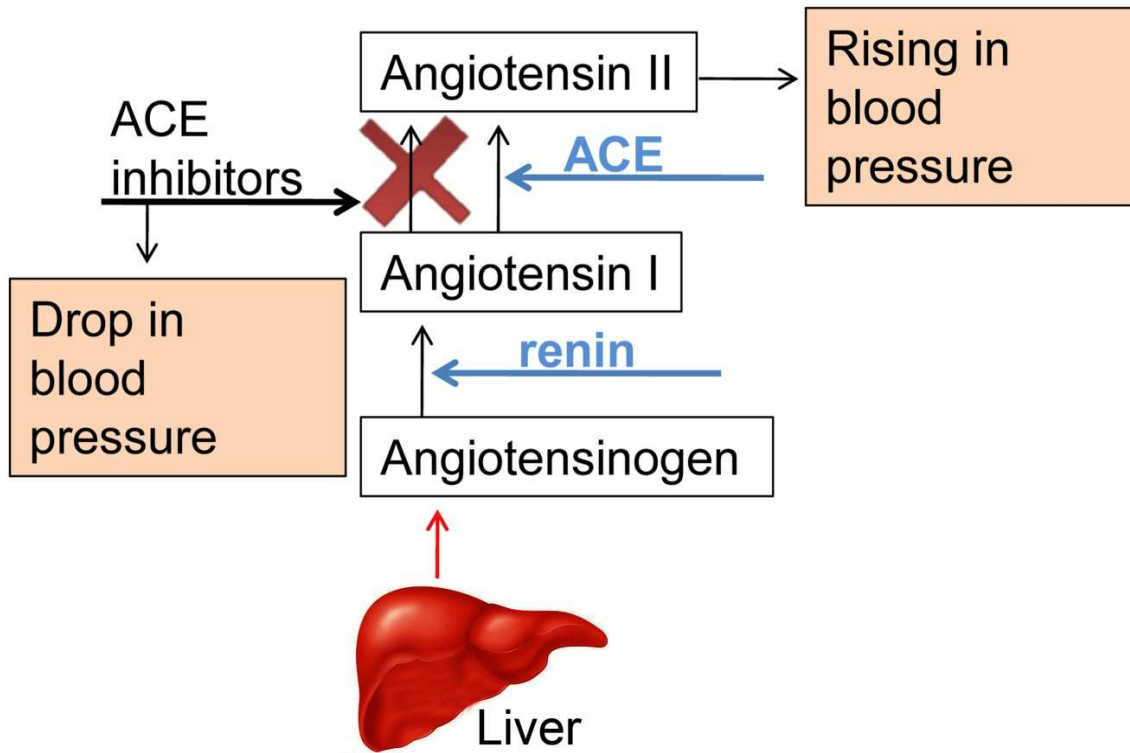 Angiotensin II
Rising in
blood
pressure
ACE
inhibitors
ACE
Angiotensin I
Drop in
blood
pressure
renin
Angiotensinogen
Liver